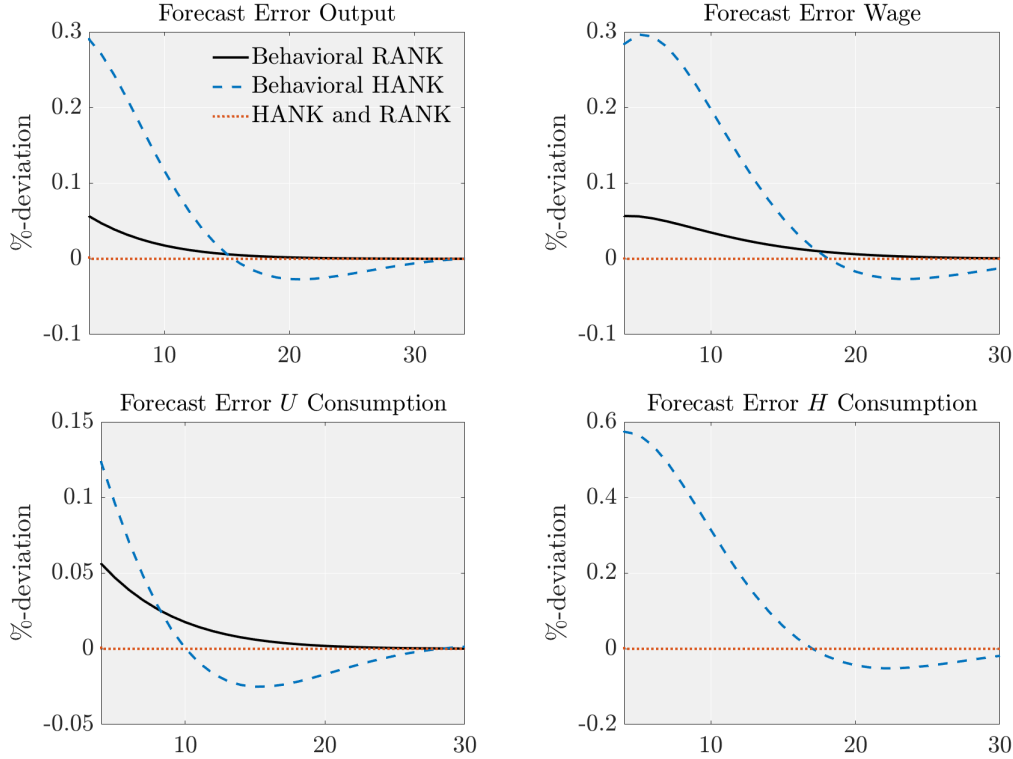 Forecast Error Output
%-deviation
0.3
0.2
0.1
0
-0.1
10
20
30
Behavioral RANK
Behavioral HANK
HANK and RANK
Forecast Error Wage
%-deviation
0.3
0.2
0.1
0
-0.1
10
20
30
Forecast Error U Consumption
%-deviation
0.15
0.1
0.05
0
-0.05
10
20
30
Forecast Error H Consumption
%-deviation
0.6
0.4
0.2
0
-0.2
10
20
30